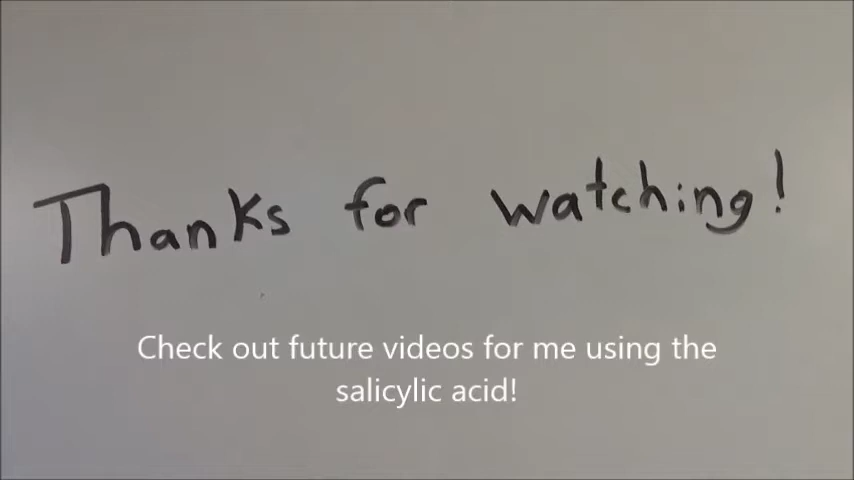 Thanks for watching!
Check out future videos for me using the
salicylic acid!